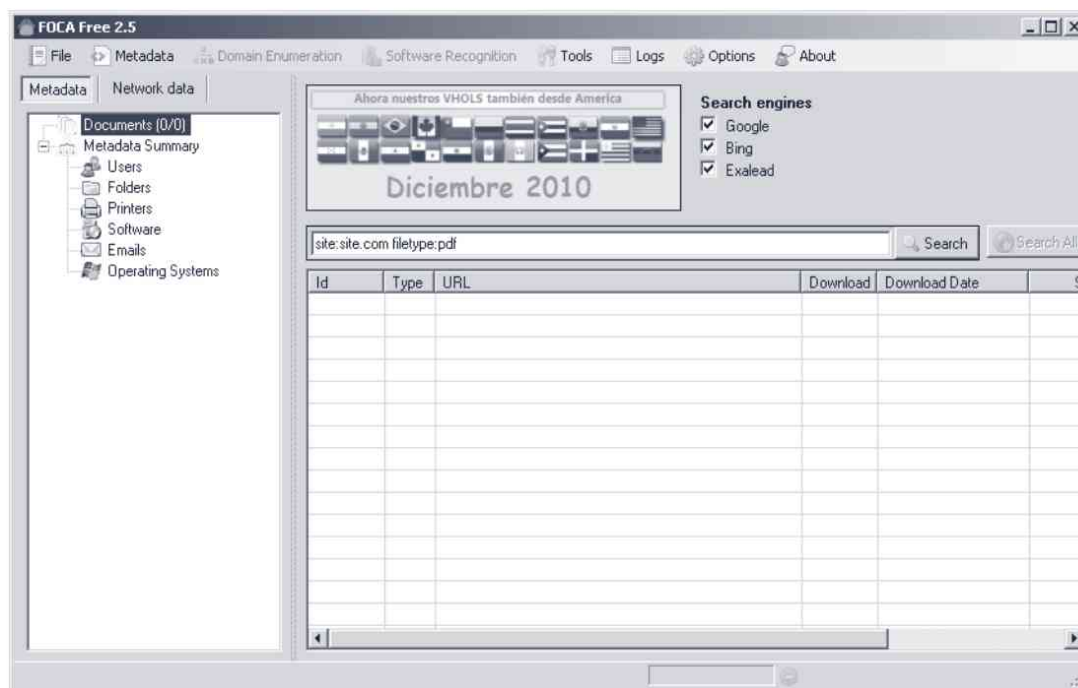 FOCA Free 2.5
File Metadata Domain Enumeration Software Recognition Tools Logs Options About
Metadata Network data
Documents (0/0)
Metadata Summary
Users
Folders
Printers
Software
Emails
Operating Systems
Ahora nuestros VHOLS también desde America
Diciembre 2010
Search engines
Google
Bing
Exalead
site:site.com filetype:pdf
Search
Search All
Id Type URL Download Download Date S